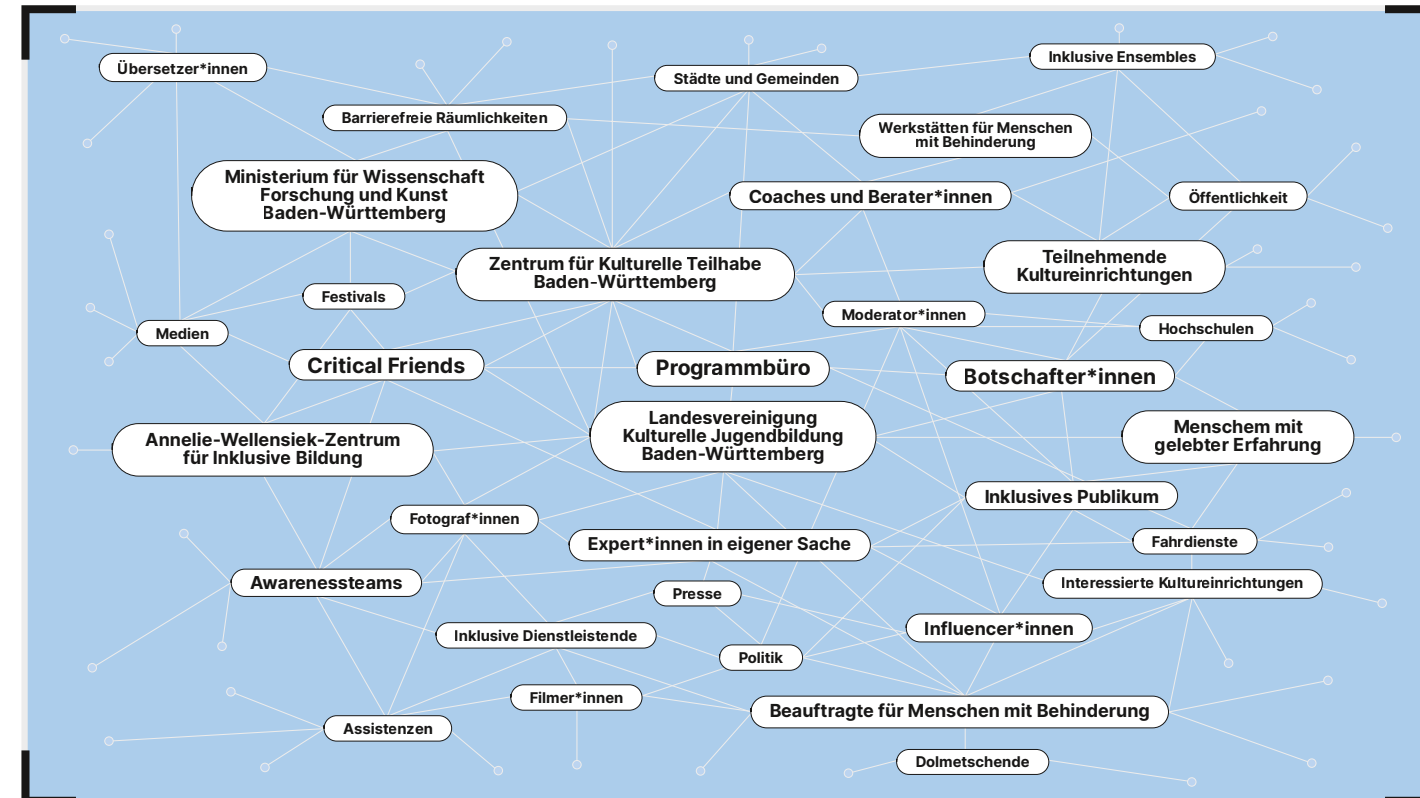 Übersetzer*innen
Städte und Gemeinden
Inklusive Ensembles
Barrierefreie Räumlichkeiten
Werkstätten für Menschen
mit Behinderung
Ministerium für Wissenschaft
Forschung und Kunst
Baden-Württemberg
Coaches und Berater*innen
Öffentlichkeit
Zentrum für Kulturelle Teilhabe
Baden-Württemberg
Teilnehmende
Kultureinrichtungen
Festivals
Moderator*innen
Medien
Hochschulen
Critical Friends
Programmbüro
Botschafter*innen
Landesvereinigung
Kulturelle Jugendbildung
Baden-Württemberg
Annelie-Wellensiek-Zentrum
für Inklusive Bildung
Menschem mit
gelebter Erfahrung
Inklusives Publikum
Fotograf*innen
Expert*innen in eigener Sache
Fahrdienste
Awarenessteams
Presse
Interessierte Kultureinrichtungen
Inklusive Dienstleistende
Influencer*innen
Politik
Filmer*innen
Beauftragte für Menschen mit Behinderung
Assistenzen
Dolmetschende